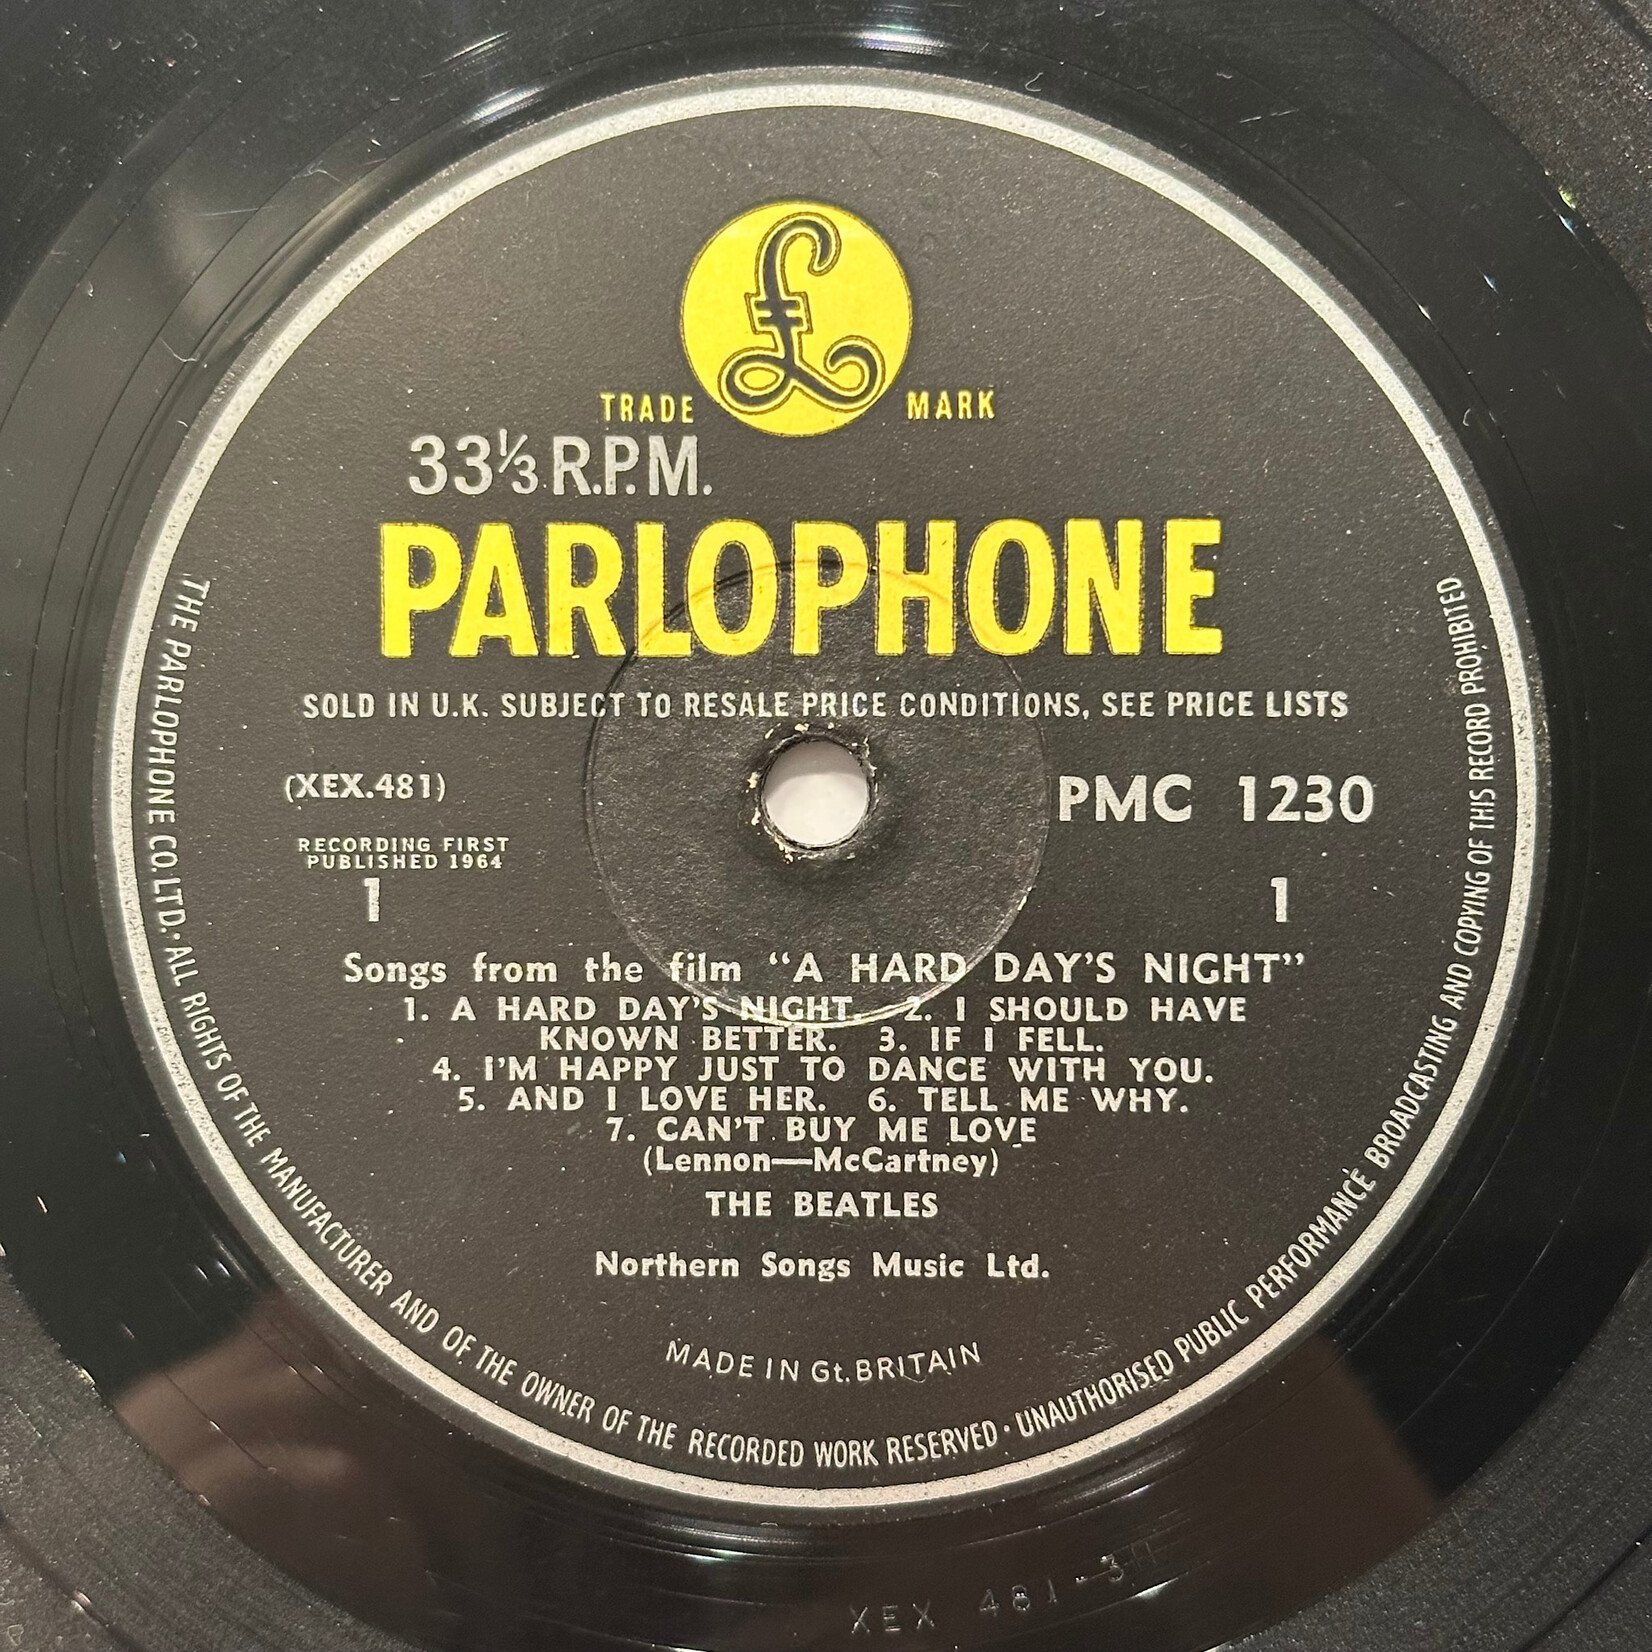 £
TRADE MARK
33⅓ R.P.M.
PARLOPHONE
SOLD IN U.K. SUBJECT TO RESALE PRICE CONDITIONS, SEE PRICE LISTS
(XEX.481)
PMC 1230
RECORDING FIRST
PUBLISHED 1964
1
1
Songs from the film “A HARD DAY'S NIGHT”
1. A HARD DAY'S NIGHT. 2. I SHOULD HAVE
KNOWN BETTER. 3. IF I FELL.
4. I'M HAPPY JUST TO DANCE WITH YOU.
5. AND I LOVE HER. 6. TELL ME WHY.
7. CAN'T BUY ME LOVE
(Lennon—McCartney)
THE BEATLES
Northern Songs Music Ltd.
MADE IN Gt. BRITAIN
THE PARLOPHONE CO. LTD. · ALL RIGHTS OF THE MANUFACTURER AND OF THE OWNER OF THE RECORDED WORK RESERVED · UNAUTHORISED PUBLIC PERFORMANCE BROADCASTING AND COPYING OF THIS RECORD PROHIBITED
XEX 481-3N